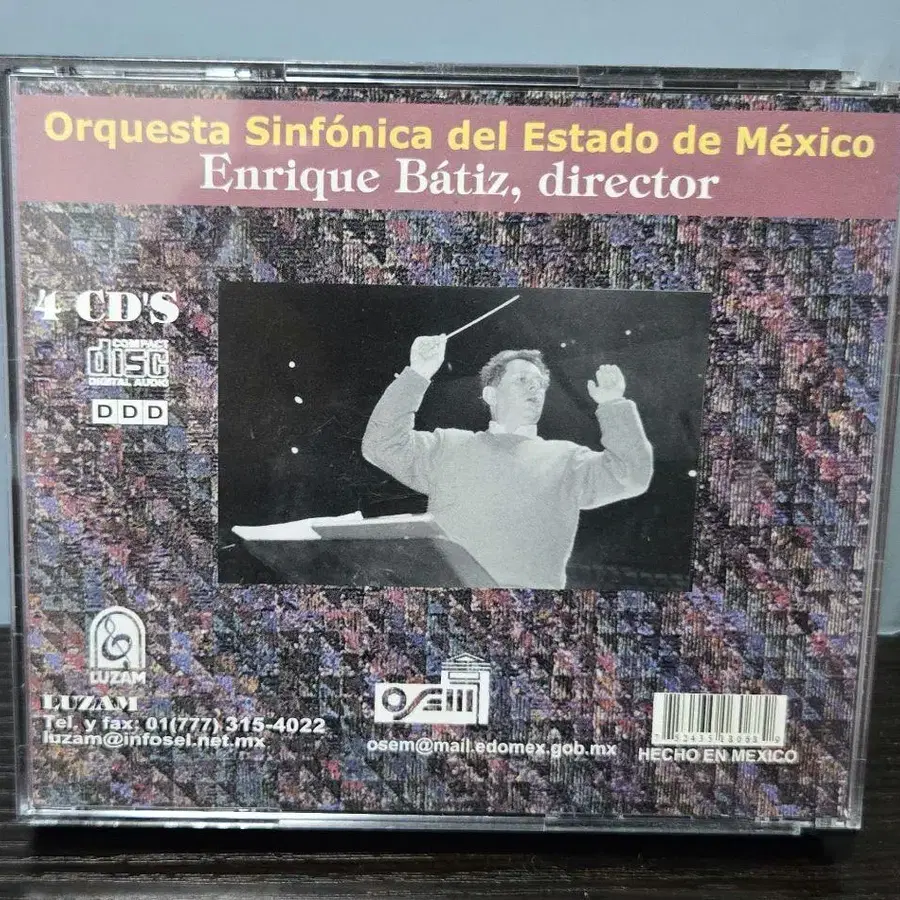 Orquesta Sinfónica del Estado de México
Enrique Bátiz, director
4 CD'S
COMPACT
disc
DIGITAL AUDIO
DDD
LUZAM
LUZAM
Tel. y fax: 01(777) 315-4022
luzam@infosel.net.mx
osem
osem@mail.edomex.gob.mx
HECHO EN MEXICO